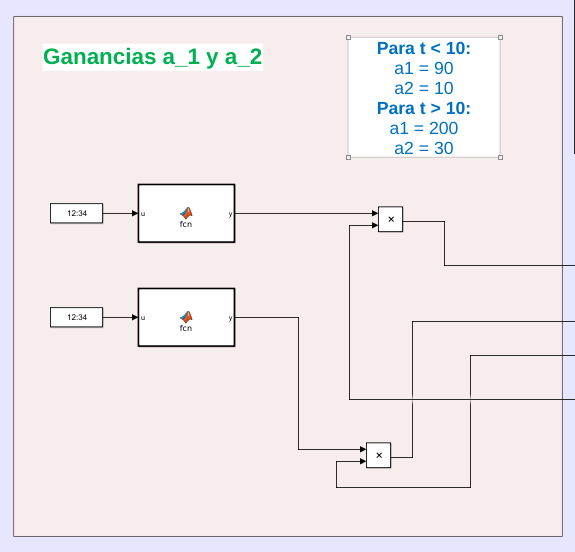 Ganancias a_1 y a_2
Para t < 10:
a1 = 90
a2 = 10
Para t > 10:
a1 = 200
a2 = 30
12:34
u
fcn
y
×
12:34
u
fcn
y
×